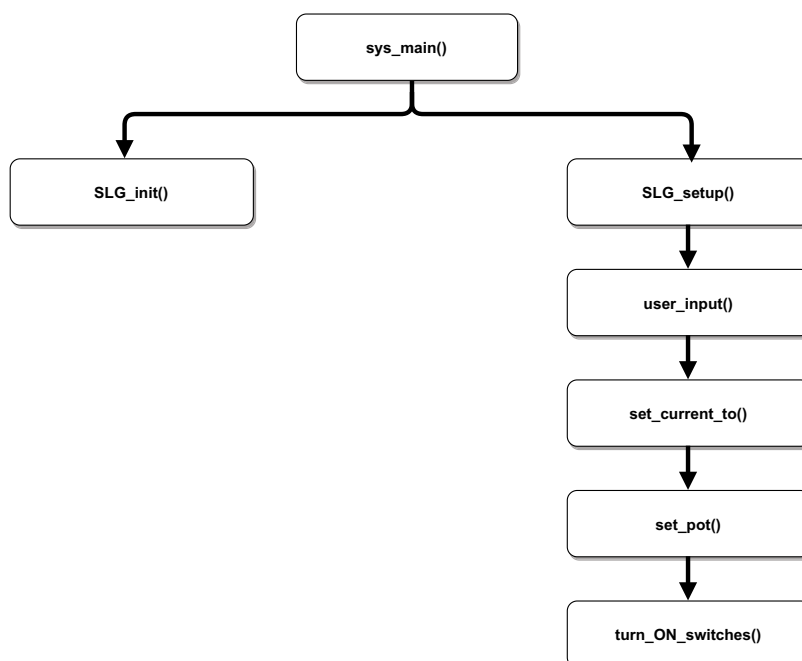 sys_main()
SLG_init()
SLG_setup()
user_input()
set_current_to()
set_pot()
turn_ON_switches()